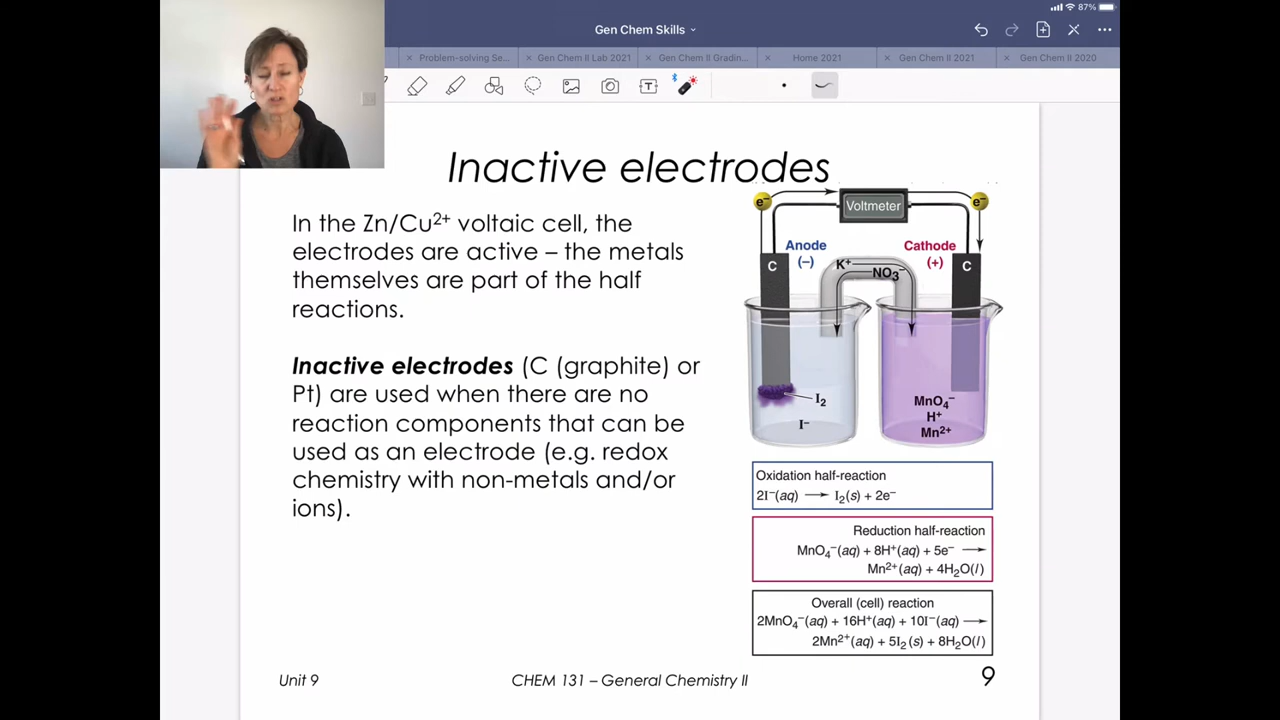 87%
Gen Chem Skills
Problem-solving Se...
Gen Chem II Lab 2021
Gen Chem II Gradin...
Home 2021
Gen Chem II 2021
Gen Chem II 2020
Inactive electrodes
In the Zn/Cu²⁺ voltaic cell, the
electrodes are active – the metals
themselves are part of the half
reactions.
Inactive electrodes (C (graphite) or
Pt) are used when there are no
reaction components that can be
used as an electrode (e.g. redox
chemistry with non-metals and/or
ions).
e⁻
Voltmeter
e⁻
Anode
(–)
Cathode
(+)
C
K⁺
NO₃⁻
C
I₂
I⁻
MnO₄⁻
H⁺
Mn²⁺
Oxidation half-reaction
2I⁻(aq) ⟶ I₂(s) + 2e⁻
Reduction half-reaction
MnO₄⁻(aq) + 8H⁺(aq) + 5e⁻ ⟶
Mn²⁺(aq) + 4H₂O(l)
Overall (cell) reaction
2MnO₄⁻(aq) + 16H⁺(aq) + 10I⁻(aq) ⟶
2Mn²⁺(aq) + 5I₂(s) + 8H₂O(l)
Unit 9
CHEM 131 – General Chemistry II
9